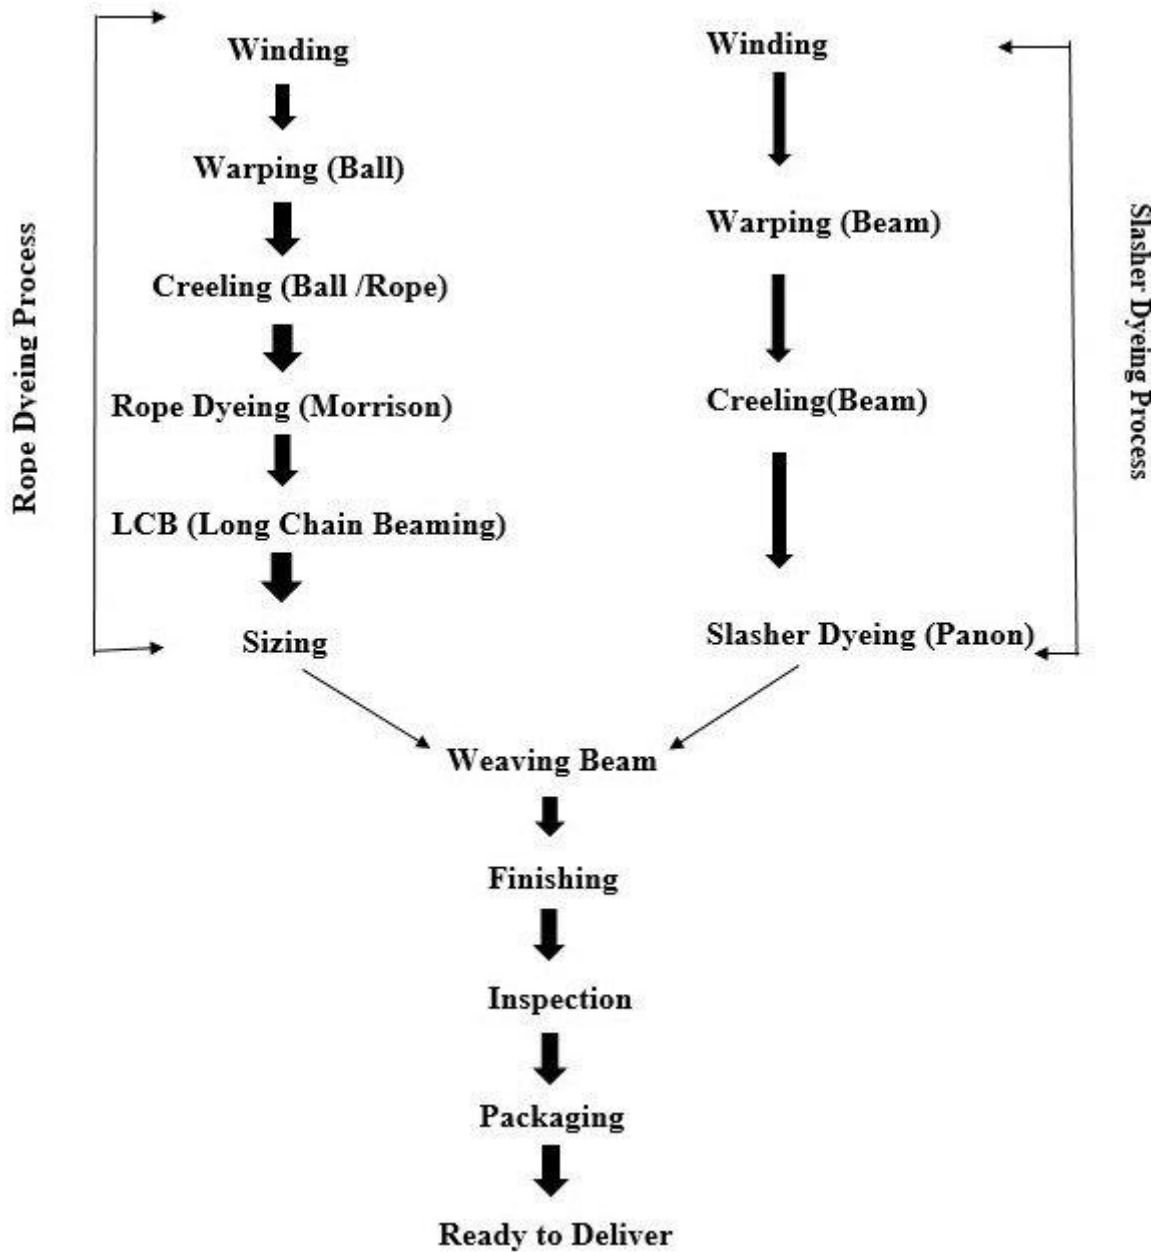 Rope Dyeing Process
Winding
Warping (Ball)
Creeling (Ball /Rope)
Rope Dyeing (Morrison)
LCB (Long Chain Beaming)
Sizing
Winding
Warping (Beam)
Creeling(Beam)
Slasher Dyeing (Panon)
Slasher Dyeing Process
Weaving Beam
Finishing
Inspection
Packaging
Ready to Deliver